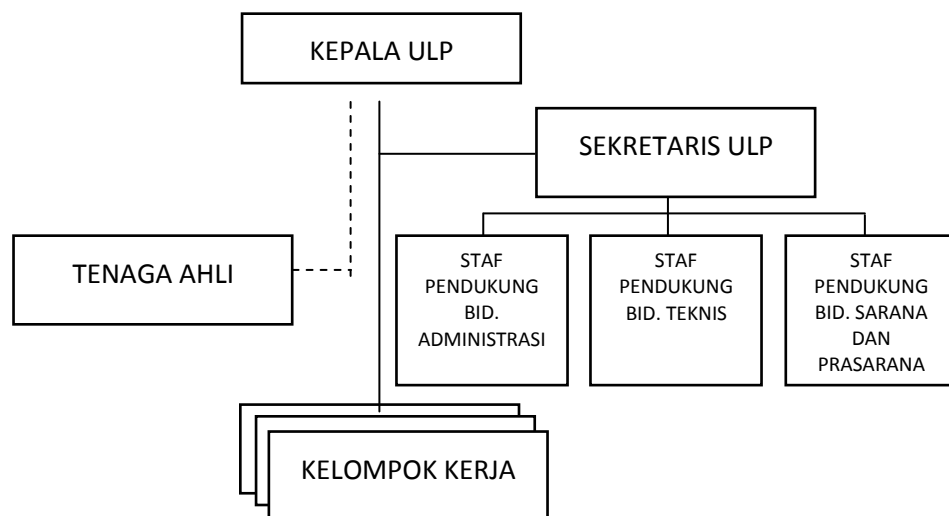 KEPALA ULP
SEKRETARIS ULP
TENAGA AHLI
STAF
PENDUKUNG
BID.
ADMINISTRASI
STAF
PENDUKUNG
BID. TEKNIS
STAF
PENDUKUNG
BID. SARANA
DAN
PRASARANA
KELOMPOK KERJA